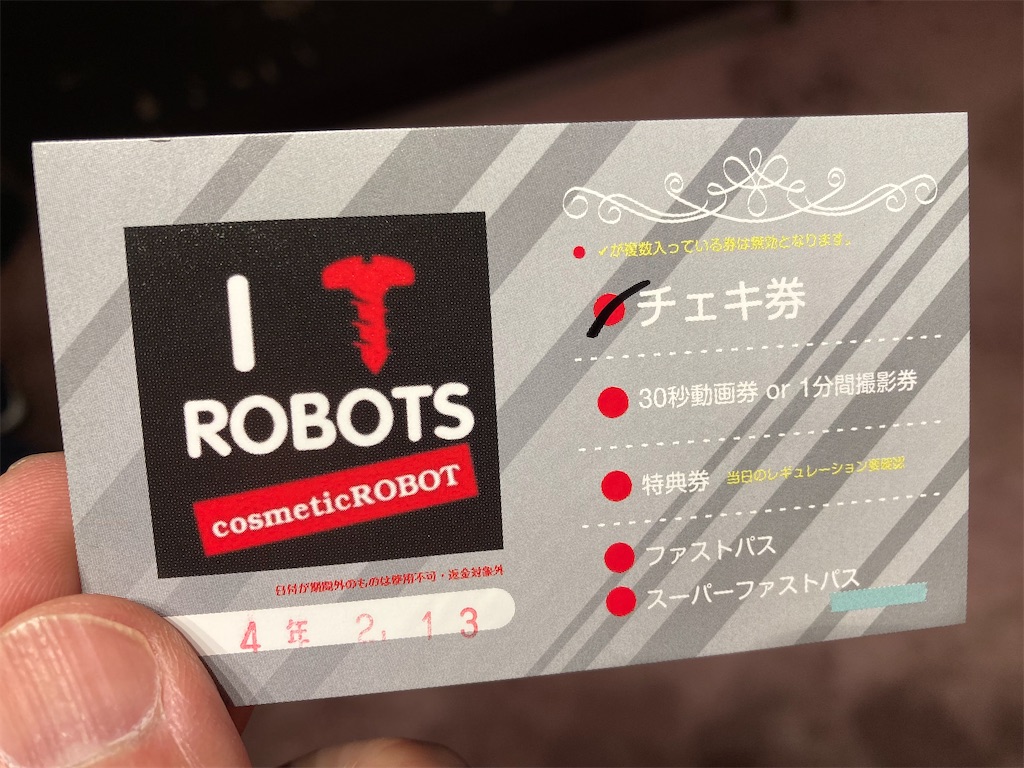 I
ROBOTS
cosmeticROBOT
日付が期間外のものは使用不可・返金対象外
4年 2. 13
✓が複数入っている券は無効となります。
チェキ券
30秒動画券 or 1分間撮影券
特典券 当日のレギュレーション要確認
ファストパス
スーパーファストパス